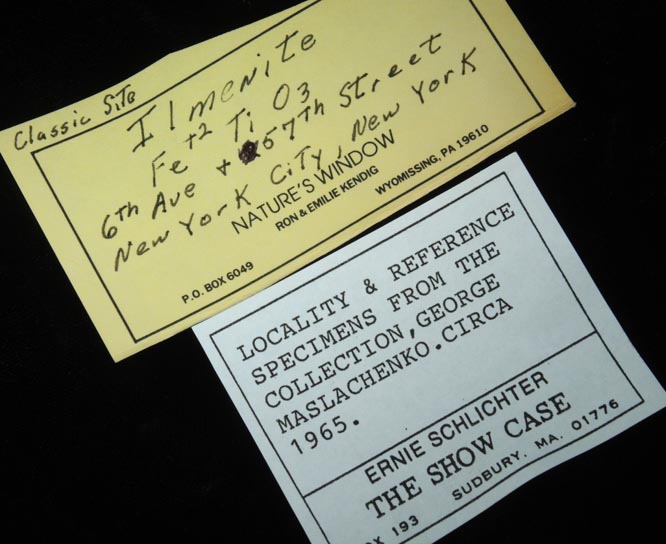 Classic Site
Ilmenite
Fe+2 Ti O3
6th Ave + 57th Street
New York City, New York
NATURE'S WINDOW
RON & EMILIE KENDIG
P.O. BOX 6049
WYOMISSING, PA 19610
LOCALITY & REFERENCE
SPECIMENS FROM THE
COLLECTION,GEORGE
MASLACHENKO.CIRCA
1965.
ERNIE SCHLICHTER
THE SHOW CASE
193 SUDBURY, MA. 01776